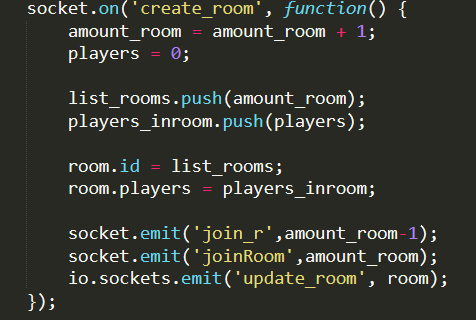 socket.on('create_room', function() {
amount_room = amount_room + 1;
players = 0;
list_rooms.push(amount_room);
players_inroom.push(players);
room.id = list_rooms;
room.players = players_inroom;
socket.emit('join_r',amount_room-1);
socket.emit('joinRoom',amount_room);
io.sockets.emit('update_room', room);
});